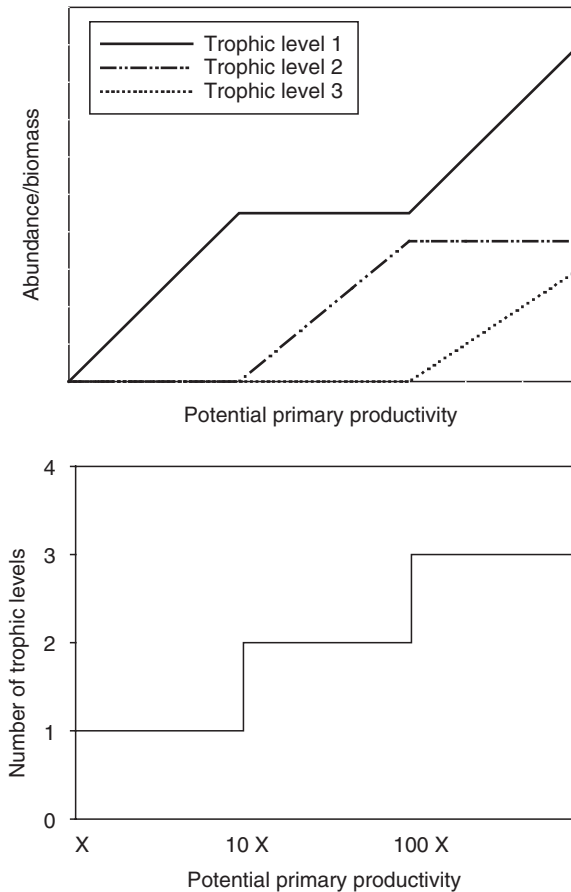 Trophic level 1
Trophic level 2
Trophic level 3
Abundance/biomass
Potential primary productivity
4
3
2
1
0
Number of trophic levels
X 10 X 100 X
Potential primary productivity